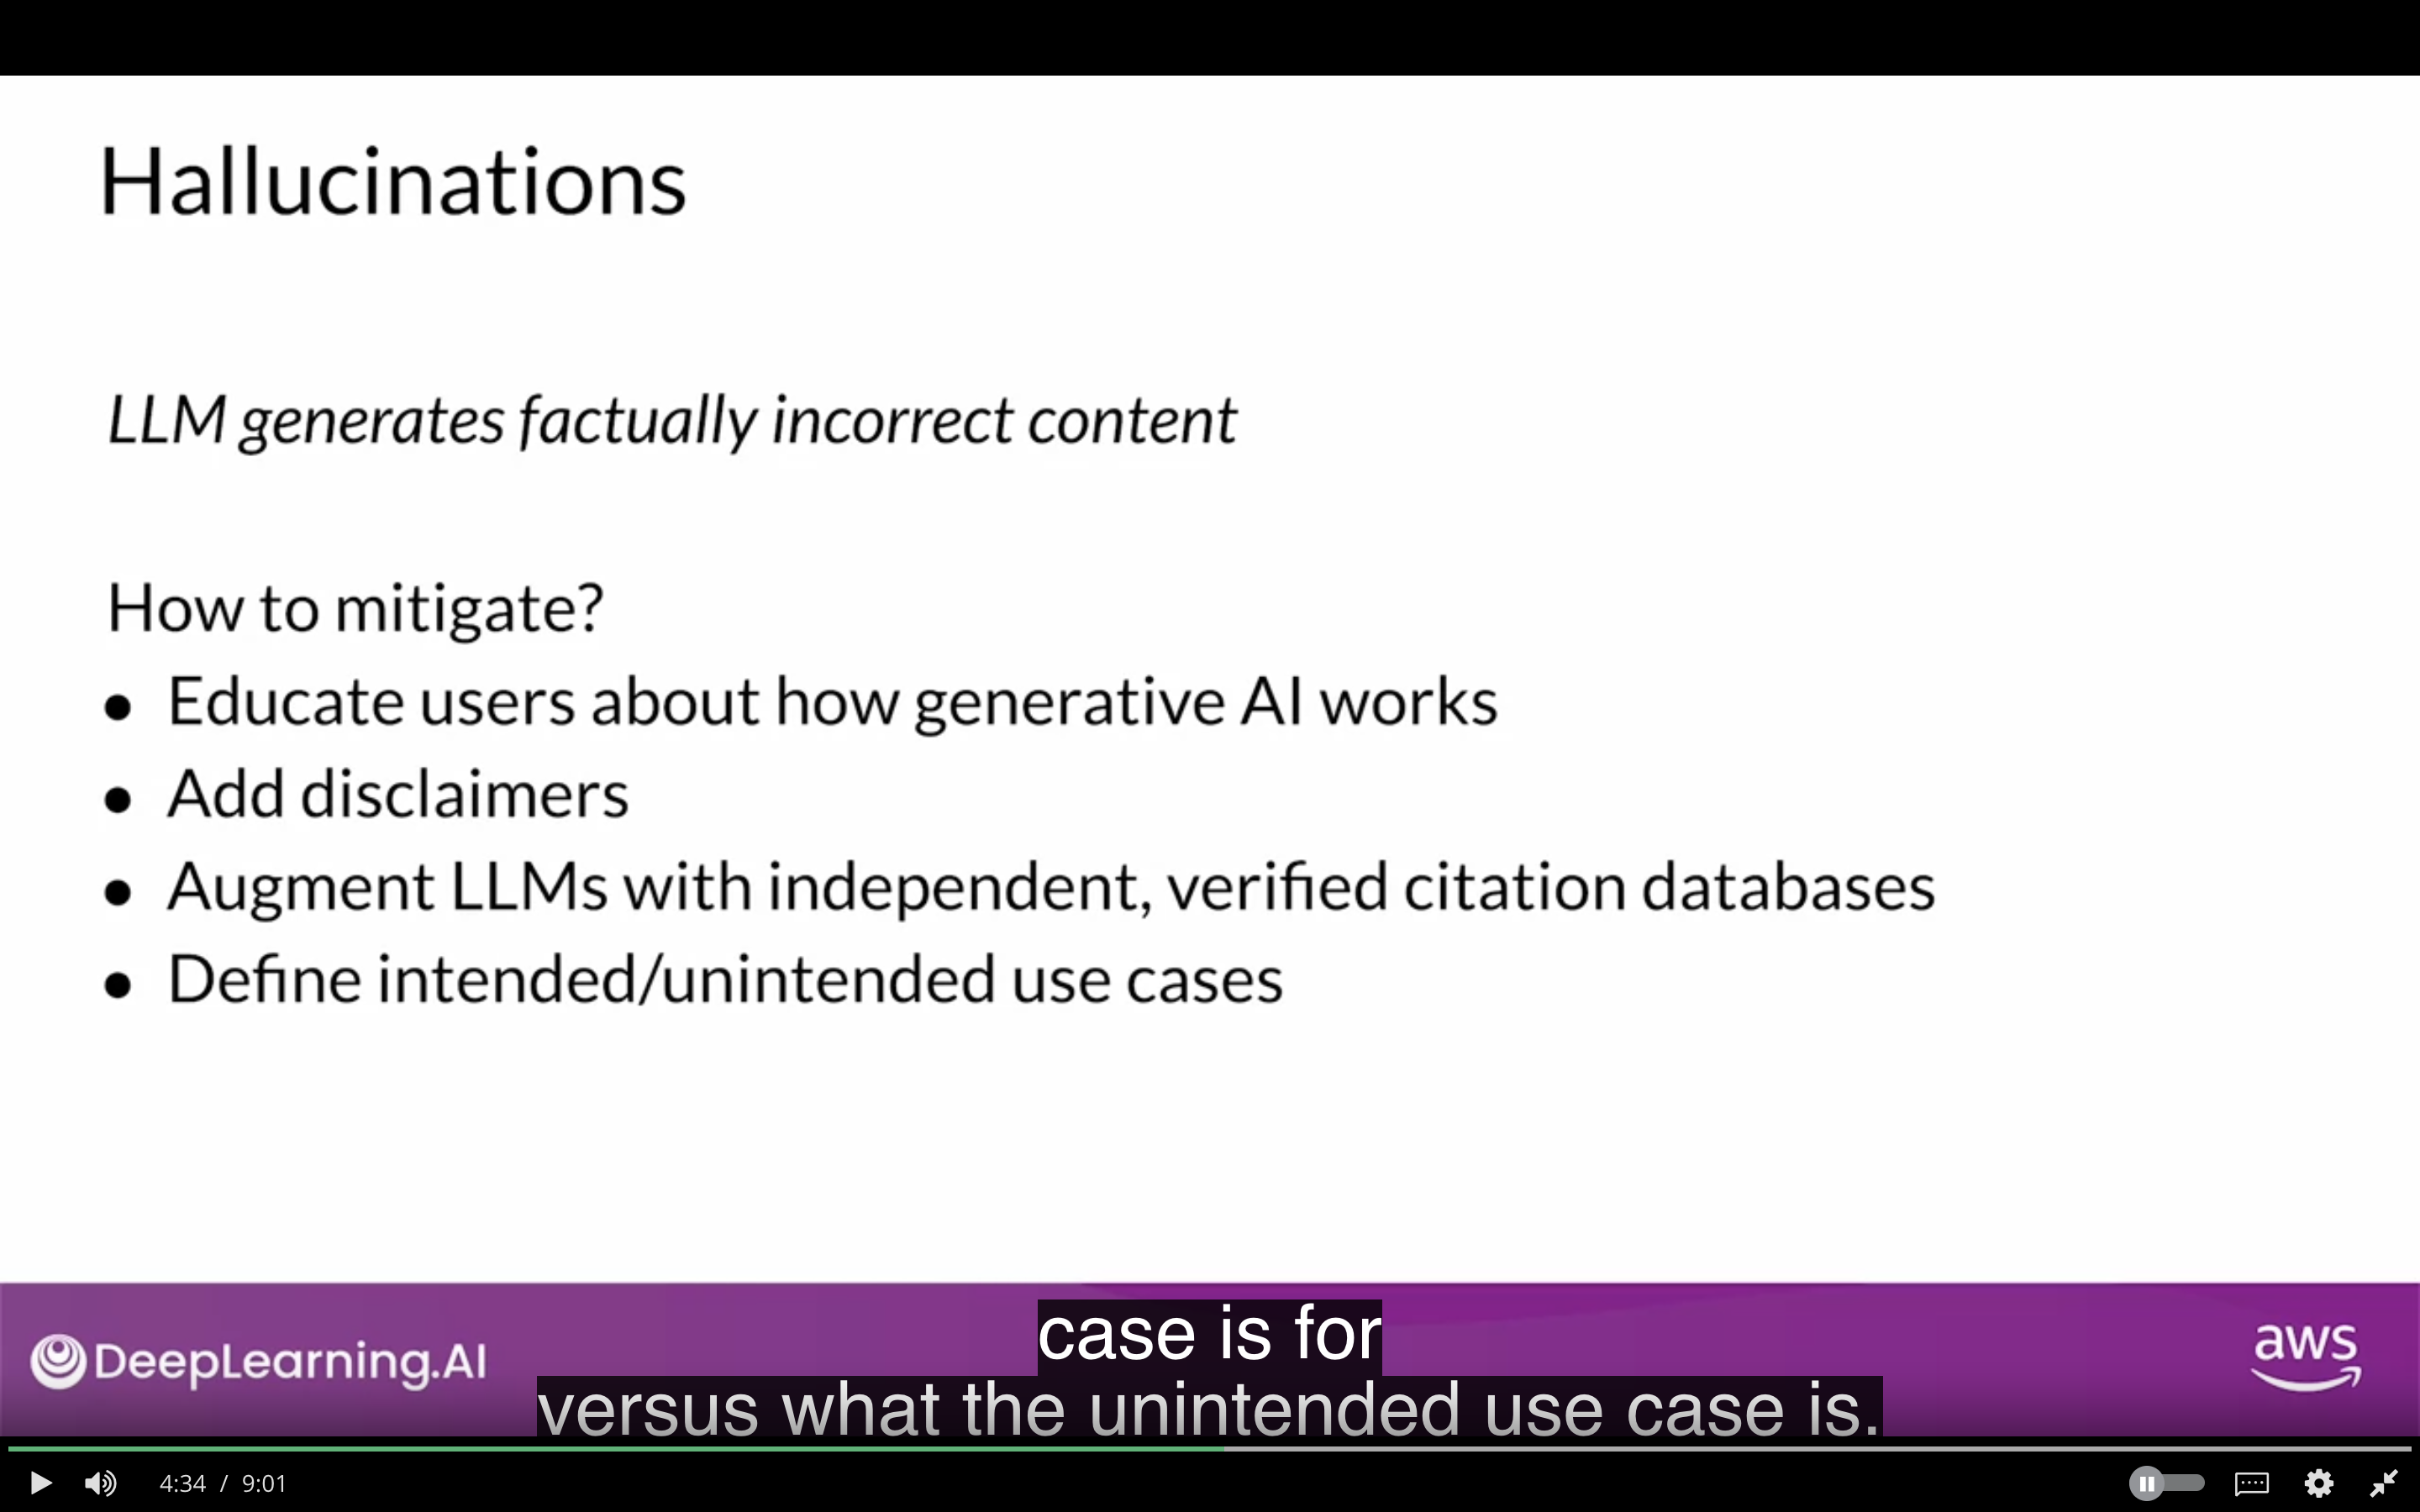 Hallucinations
LLM generates factually incorrect content
How to mitigate?
● Educate users about how generative AI works
● Add disclaimers
● Augment LLMs with independent, verified citation databases
● Define intended/unintended use cases
DeepLearning.AI
aws
case is for
versus what the unintended use case is.
4:34 / 9:01